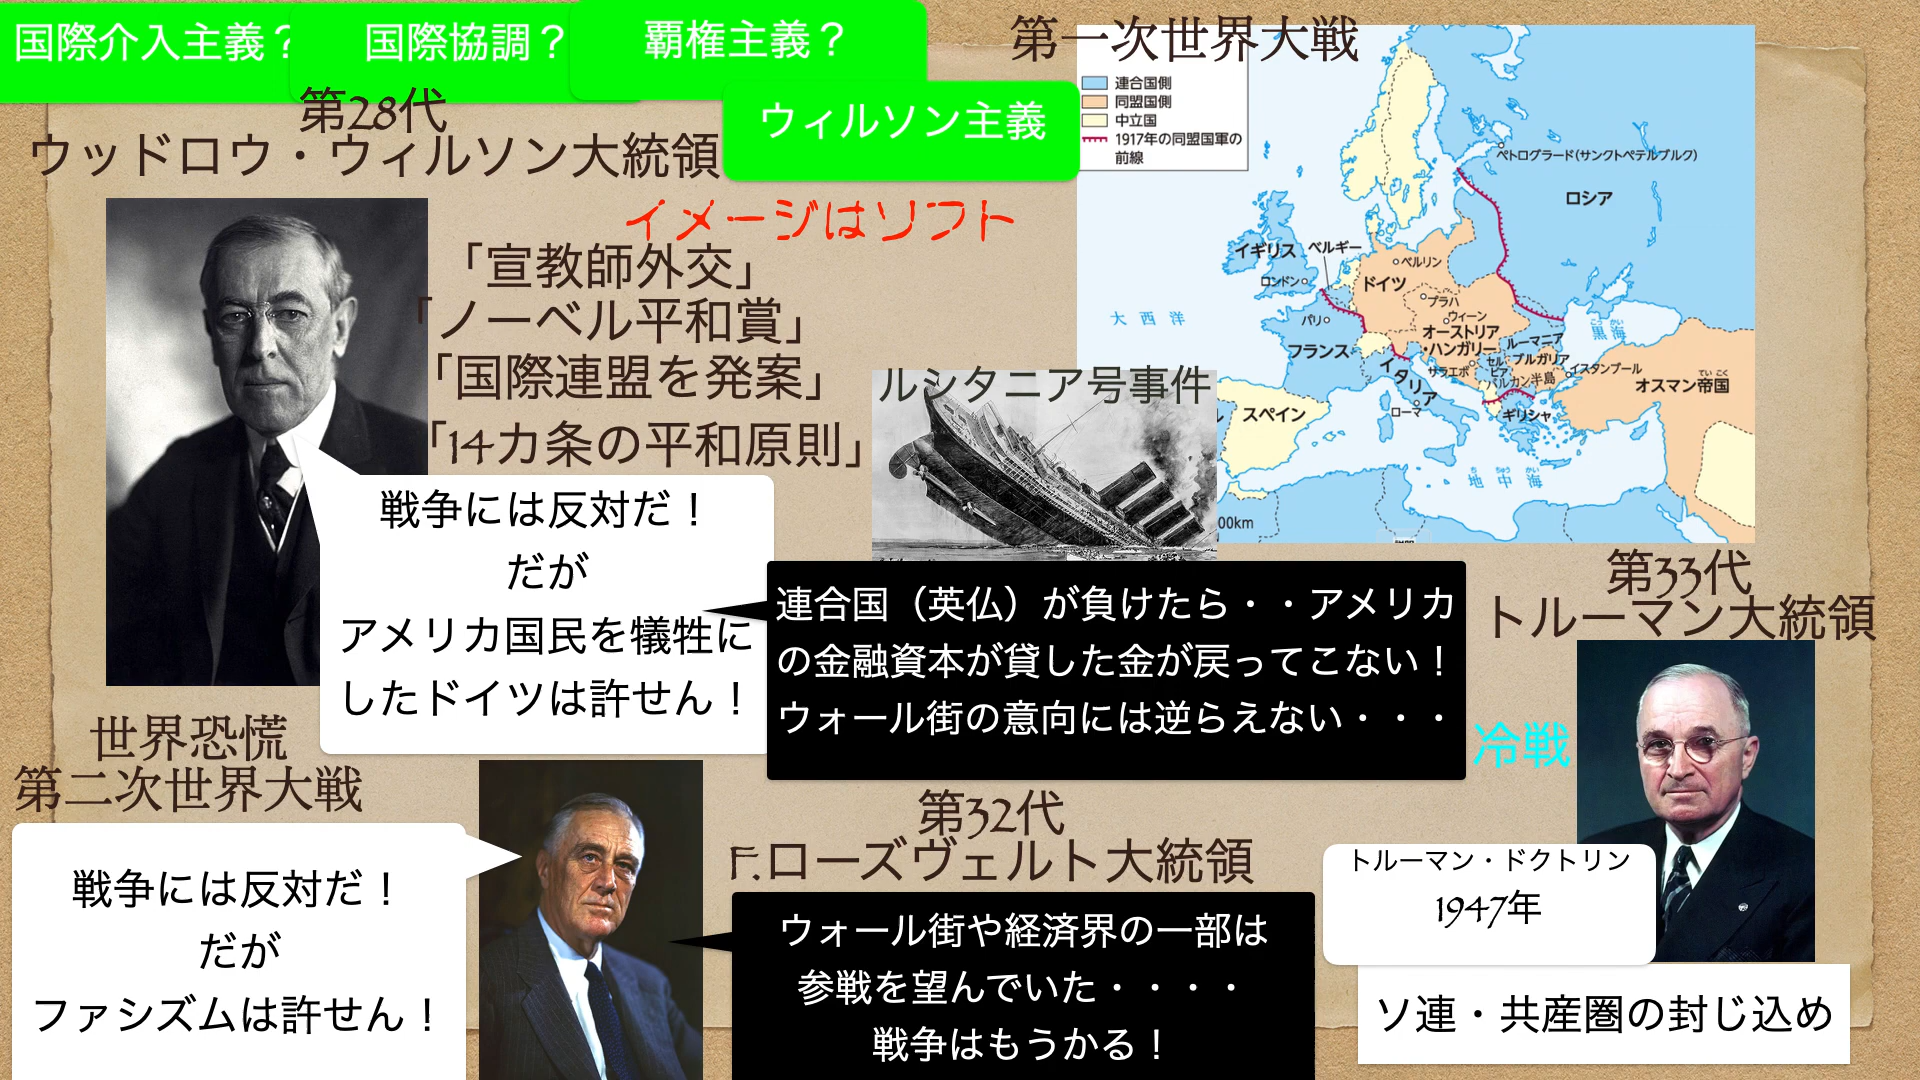 国際介入主義？
国際協調？
覇権主義？
ウィルソン主義
第28代
ウッドロウ・ウィルソン大統領
イメージはソフト
「宣教師外交」
「ノーベル平和賞」
「国際連盟を発案」
「14カ条の平和原則」
戦争には反対だ！
だが
アメリカ国民を犠牲に
したドイツは許せん！
第一次世界大戦
連合国側
同盟国側
中立国
1917年の同盟国軍の
前線
ペトログラード(サンクトペテルブルク)
ロシア
イギリス
ベルギー
ロンドン
ベルリン
ドイツ
プラハ
パリ
ウィーン
オーストリア
・ハンガリー
フランス
ルーマニア
セル
ビア
ブルガリア
サラエボ
バルカン半島
イスタンブール
イタリア
ローマ
ギリシャ
スペイン
こっ かい
黒海
てい こく
オスマン帝国
大西洋
ち ちゅう かい
地中海
00km
ルシタニア号事件
連合国（英仏）が負けたら・・アメリカ
の金融資本が貸した金が戻ってこない！
ウォール街の意向には逆らえない・・・
第33代
トルーマン大統領
冷戦
トルーマン・ドクトリン
1947年
ソ連・共産圏の封じ込め
世界恐慌
第二次世界大戦
戦争には反対だ！
だが
ファシズムは許せん！
第32代
F.ローズヴェルト大統領
ウォール街や経済界の一部は
参戦を望んでいた・・・・
戦争はもうかる！